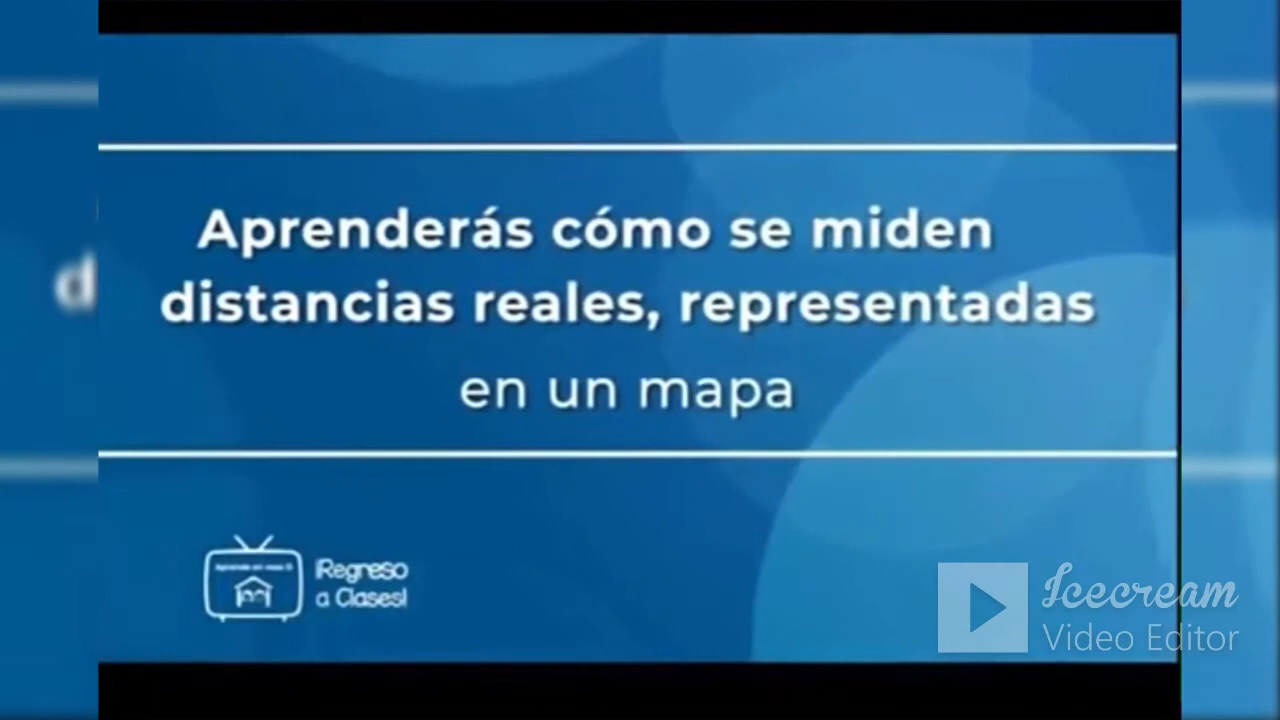 Aprenderás cómo se miden
distancias reales, representadas
en un mapa
d
¡Regreso
a Clases!
Icecream
Video Editor